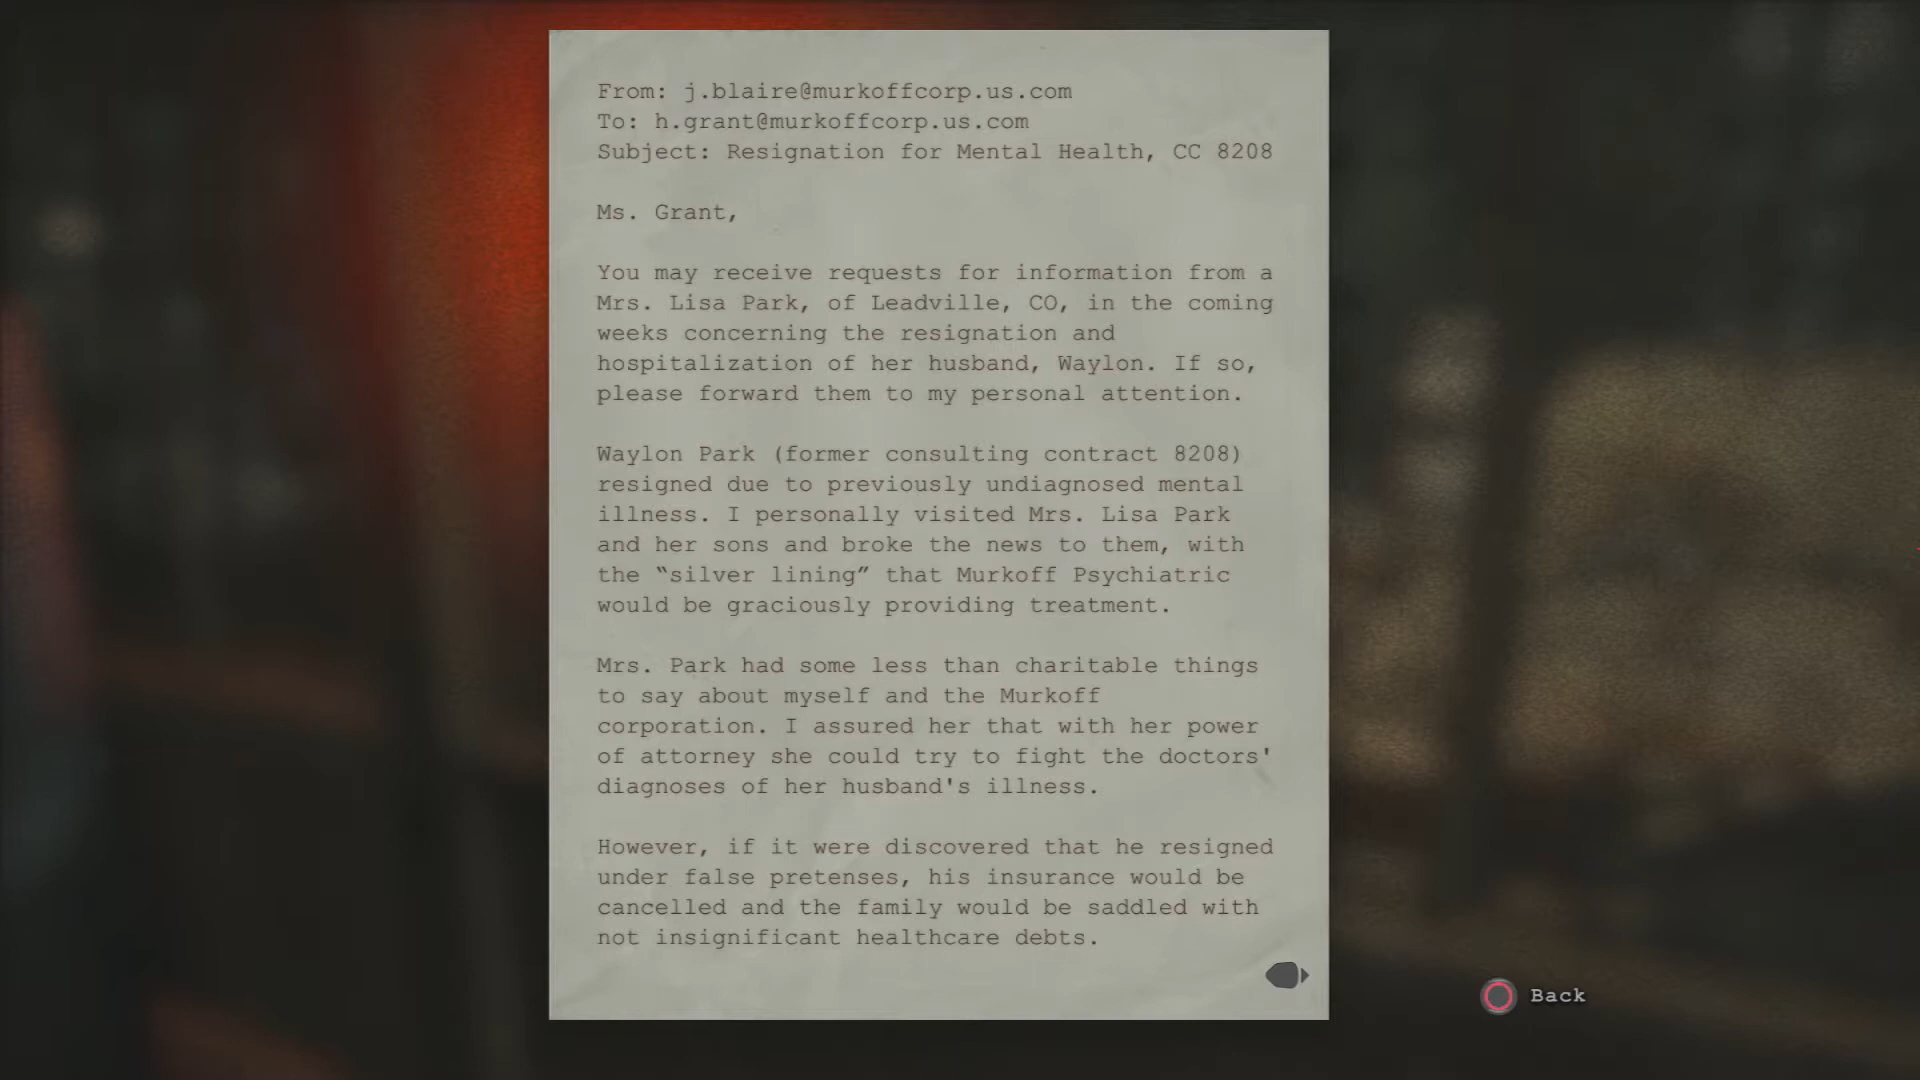 From: j.blaire@murkoffcorp.us.com
To: h.grant@murkoffcorp.us.com
Subject: Resignation for Mental Health, CC 8208
Ms. Grant,
You may receive requests for information from a
Mrs. Lisa Park, of Leadville, CO, in the coming
weeks concerning the resignation and
hospitalization of her husband, Waylon. If so,
please forward them to my personal attention.
Waylon Park (former consulting contract 8208)
resigned due to previously undiagnosed mental
illness. I personally visited Mrs. Lisa Park
and her sons and broke the news to them, with
the “silver lining” that Murkoff Psychiatric
would be graciously providing treatment.
Mrs. Park had some less than charitable things
to say about myself and the Murkoff
corporation. I assured her that with her power
of attorney she could try to fight the doctors'
diagnoses of her husband's illness.
However, if it were discovered that he resigned
under false pretenses, his insurance would be
cancelled and the family would be saddled with
not insignificant healthcare debts.
Back